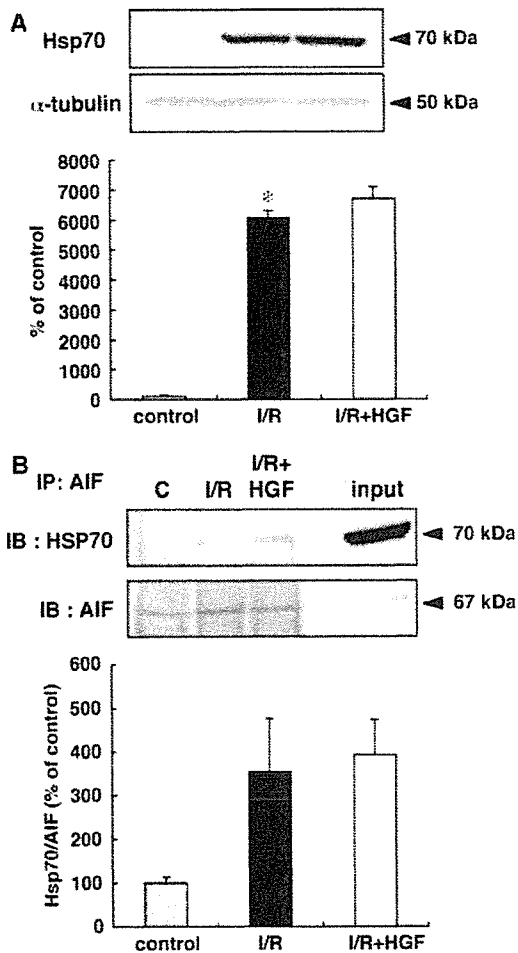 A
Hsp70
70 kDa
α-tubulin
50 kDa
8000
7000
6000
5000
4000
3000
2000
1000
0
% of control
*
control I/R I/R+HGF
B
IP: AIF
C I/R I/R+ HGF input
IB : HSP70
70 kDa
IB : AIF
67 kDa
600
500
400
300
200
100
0
Hsp70/AIF (% of control)
control I/R I/R+HGF